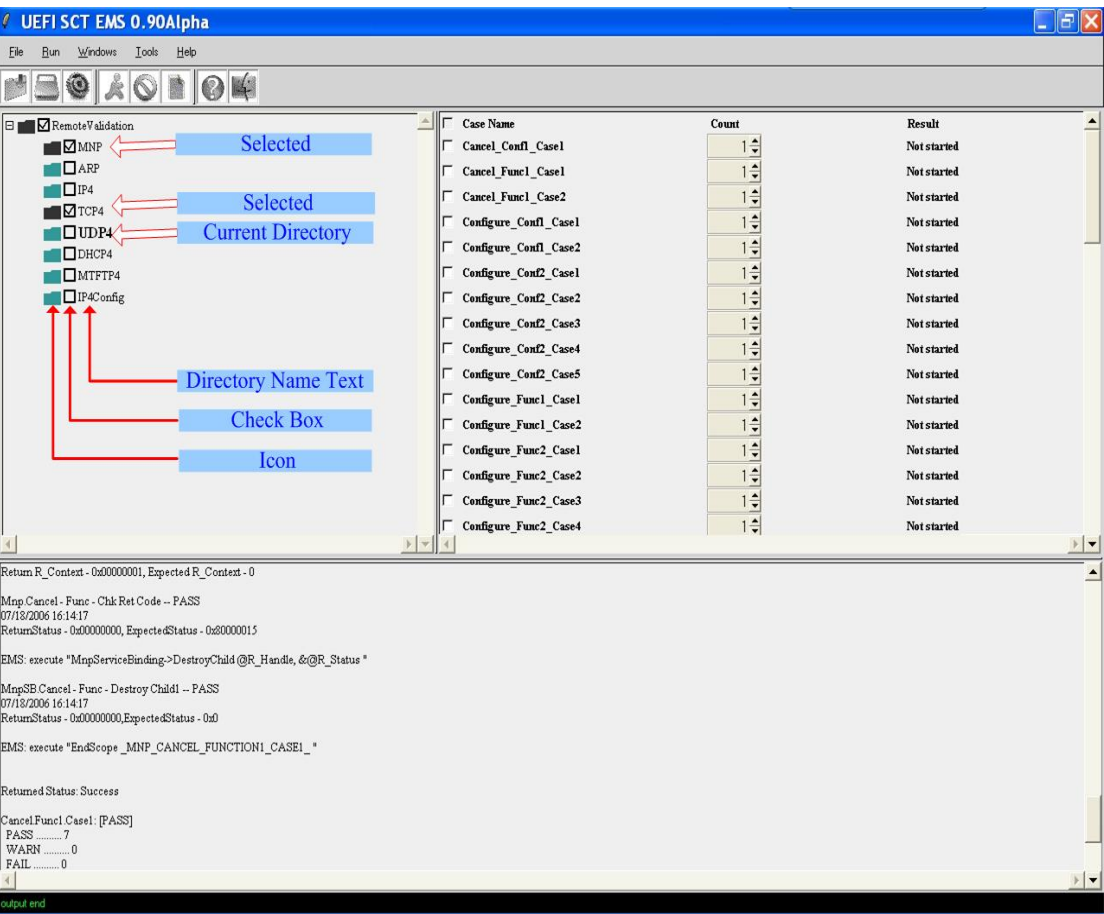 UEFI SCT EMS 0.90Alpha
File Run Windows Tools Help
RemoteValidation
MNP
ARP
IP4
TCP4
UDP4
DHCP4
MTFTP4
IP4Config
Selected
Selected
Current Directory
Directory Name Text
Check Box
Icon
Case Name Count Result
Cancel_Conf1_Case1 1 Not started
Cancel_Func1_Case1 1 Not started
Cancel_Func1_Case2 1 Not started
Configure_Conf1_Case1 1 Not started
Configure_Conf1_Case2 1 Not started
Configure_Conf2_Case1 1 Not started
Configure_Conf2_Case2 1 Not started
Configure_Conf2_Case3 1 Not started
Configure_Conf2_Case4 1 Not started
Configure_Conf2_Case5 1 Not started
Configure_Func1_Case1 1 Not started
Configure_Func1_Case2 1 Not started
Configure_Func2_Case1 1 Not started
Configure_Func2_Case2 1 Not started
Configure_Func2_Case3 1 Not started
Configure_Func2_Case4 1 Not started
Return R_Context - 0x00000001, Expected R_Context - 0
Mnp.Cancel - Func - Chk Ret Code -- PASS
07/18/2006 16:14:17
ReturnStatus - 0x00000000, ExpectedStatus - 0x80000015
EMS: execute "MnpServiceBinding->DestroyChild @R_Handle, &@R_Status "
MnpSB.Cancel - Func - Destroy Child1 -- PASS
07/18/2006 16:14:17
ReturnStatus - 0x00000000,ExpectedStatus - 0x0
EMS: execute "EndScope _MNP_CANCEL_FUNCTION1_CASE1_ "
Returned Status: Success
Cancel.Func1.Case1: [PASS]
PASS .......... 7
WARN .......... 0
FAIL .......... 0
output end